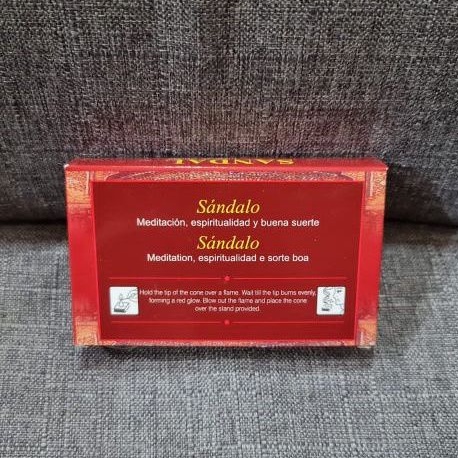 SANDAL
Sándalo
Meditación, espiritualidad y buena suerte
Sándalo
Meditation, espiritualidad e sorte boa
Hold the tip of the cone over a flame. Wait till the tip burns evenly,
forming a red glow. Blow out the flame and place the cone
over the stand provided.